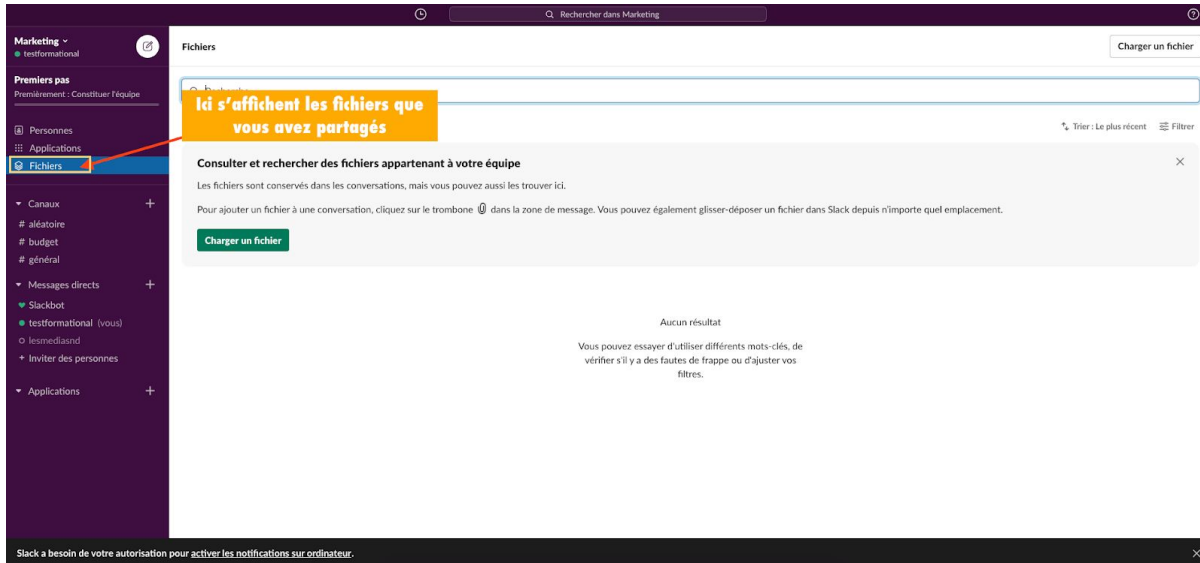 Rechercher dans Marketing
Marketing
testformational
Fichiers
Charger un fichier
Premiers pas
Premièrement : Constituer l'équipe
Ici s'affichent les fichiers que
vous avez partagés
Personnes
Applications
Fichiers
Trier : Le plus récent
Filtrer
Consulter et rechercher des fichiers appartenant à votre équipe
Les fichiers sont conservés dans les conversations, mais vous pouvez aussi les trouver ici.
Pour ajouter un fichier à une conversation, cliquez sur le trombone dans la zone de message. Vous pouvez également glisser-déposer un fichier dans Slack depuis n'importe quel emplacement.
Charger un fichier
Canaux
# aléatoire
# budget
# général
Messages directs
Slackbot
testformational (vous)
lesmediasnd
+ Inviter des personnes
Applications
Aucun résultat
Vous pouvez essayer d'utiliser différents mots-clés, de
vérifier s'il y a des fautes de frappe ou d'ajuster vos
filtres.
Slack a besoin de votre autorisation pour activer les notifications sur ordinateur.